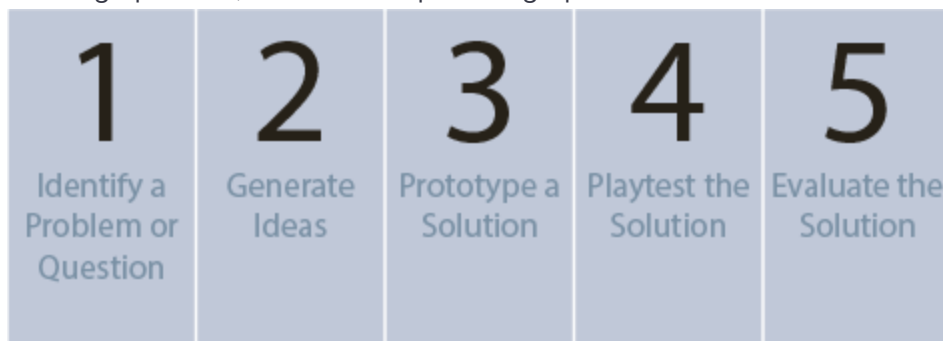 1
Identify a
Problem or
Question
2
Generate
Ideas
3
Prototype a
Solution
4
Playtest the
Solution
5
Evaluate the
Solution